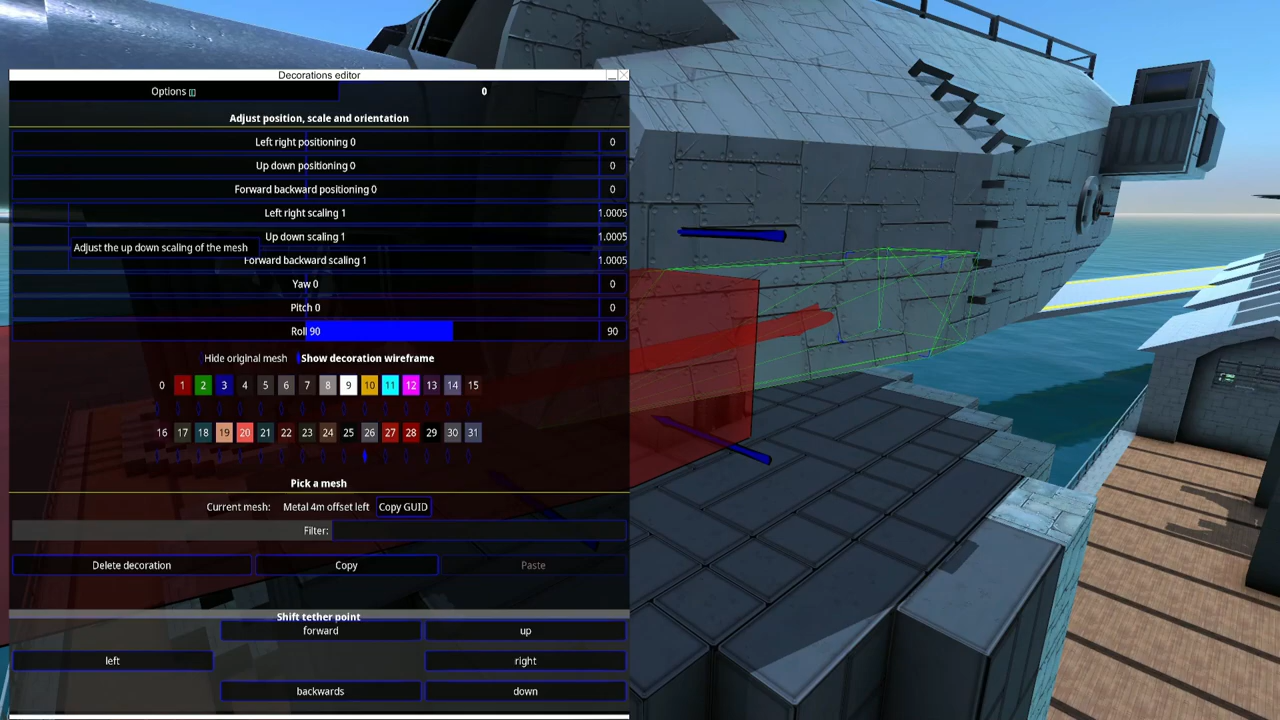 Decorations editor
Options
0
Adjust position, scale and orientation
Left right positioning 0 0
Up down positioning 0 0
Forward backward positioning 0 0
Left right scaling 1 1.0005
Up down scaling 1 1.0005
Adjust the up down scaling of the mesh
Forward backward scaling 1 1.0005
Yaw 0 0
Pitch 0 0
Roll 90 90
Hide original mesh Show decoration wireframe
0 1 2 3 4 5 6 7 8 9 10 11 12 13 14 15
16 17 18 19 20 21 22 23 24 25 26 27 28 29 30 31
Pick a mesh
Current mesh: Metal 4m offset left Copy GUID
Filter:
Delete decoration Copy Paste
Shift tether point
forward up
left right
backwards down